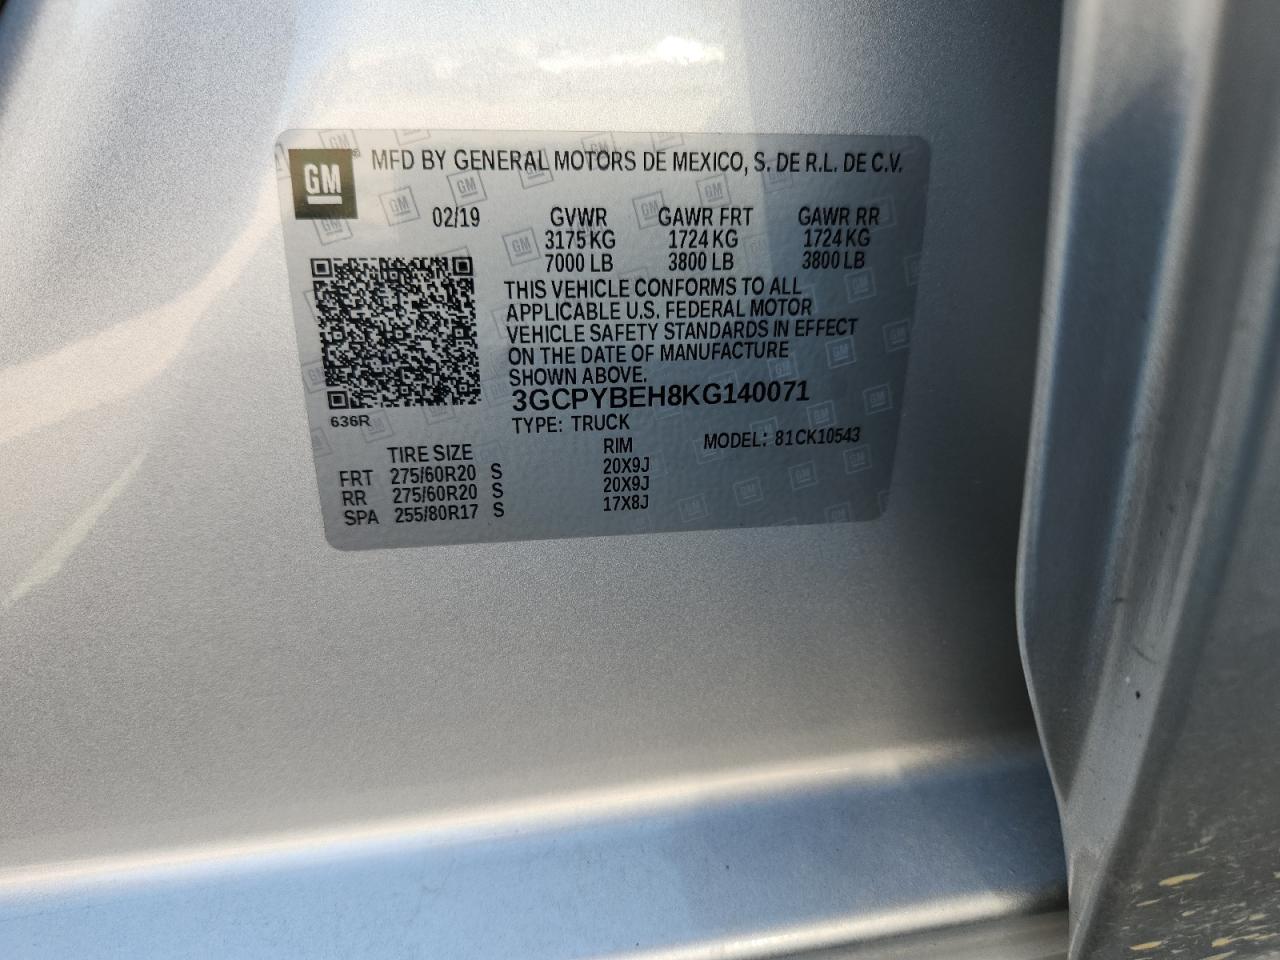 GM ® MFD BY GENERAL MOTORS DE MEXICO, S. DE R.L. DE C.V.
02/19 GVWR GAWR FRT GAWR RR
3175 KG 1724 KG 1724 KG
7000 LB 3800 LB 3800 LB
THIS VEHICLE CONFORMS TO ALL
APPLICABLE U.S. FEDERAL MOTOR
VEHICLE SAFETY STANDARDS IN EFFECT
ON THE DATE OF MANUFACTURE
SHOWN ABOVE.
3GCPYBEH8KG140071
636R
TYPE: TRUCK MODEL: 81CK10543
TIRE SIZE RIM
FRT 275/60R20 S 20X9J
RR 275/60R20 S 20X9J
SPA 255/80R17 S 17X8J